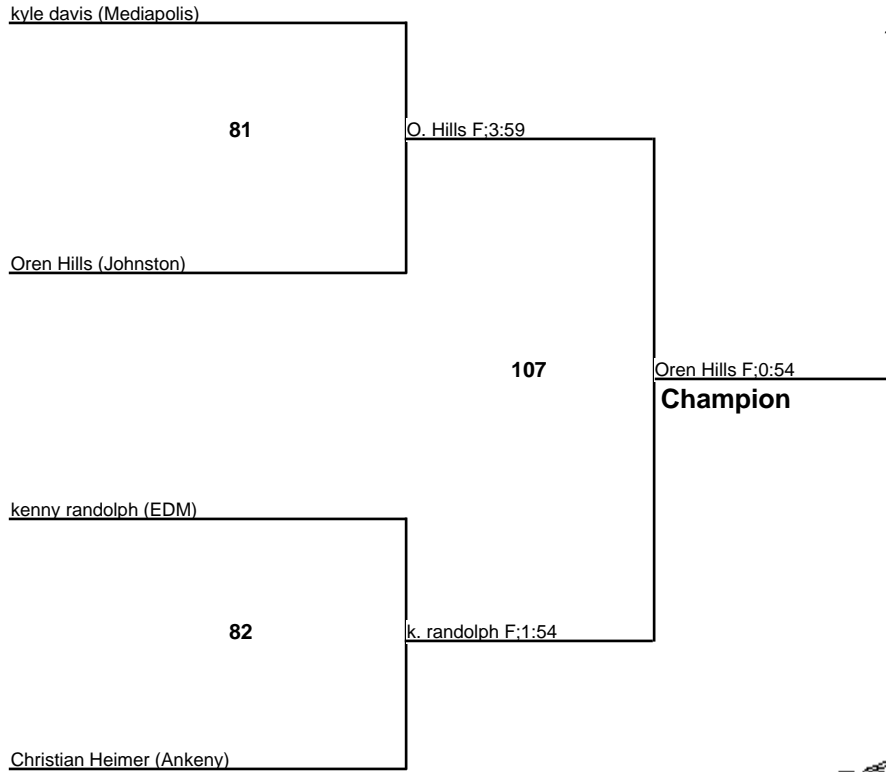 kyle davis (Mediapolis)
81
O. Hills F;3:59
Oren Hills (Johnston)
107
Oren Hills F;0:54
Champion
kenny randolph (EDM)
82
k. randolph F;1:54
Christian Heimer (Ankeny)